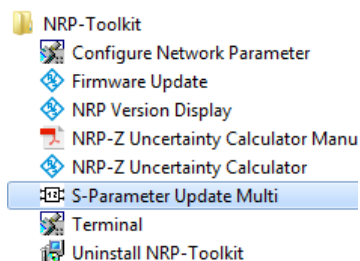 NRP-Toolkit
Configure Network Parameter
Firmware Update
NRP Version Display
NRP-Z Uncertainty Calculator Manu
NRP-Z Uncertainty Calculator
S-Parameter Update Multi
Terminal
Uninstall NRP-Toolkit